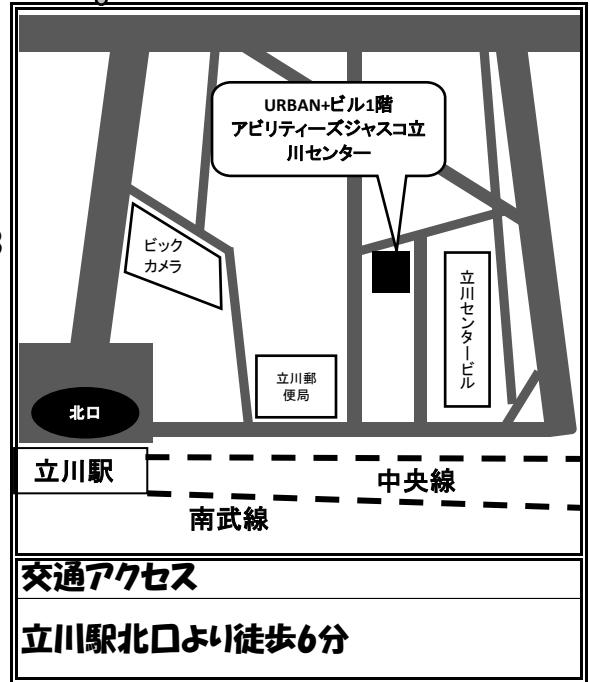 URBAN+ビル1階
アビリティーズジャスコ立
川センター
ビック
カメラ
立川センタービル
立川郵
便局
北口
立川駅
中央線
南武線
交通アクセス
立川駅北口より徒歩6分